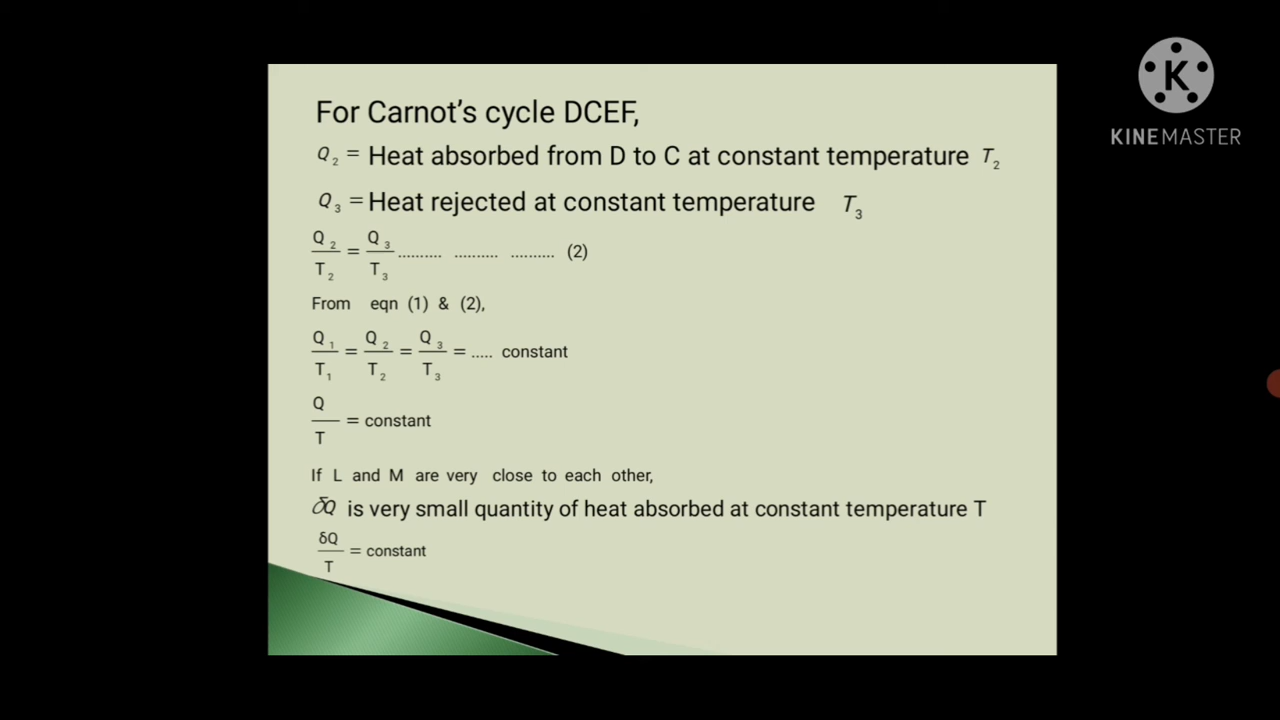 For Carnot's cycle DCEF,
Q₂ = Heat absorbed from D to C at constant temperature T₂
Q₃ = Heat rejected at constant temperature T₃
Q₂/T₂ = Q₃/T₃ .......... .......... .......... (2)
From eqn (1) & (2),
Q₁/T₁ = Q₂/T₂ = Q₃/T₃ = ..... constant
Q/T = constant
If L and M are very close to each other,
δQ is very small quantity of heat absorbed at constant temperature T
δQ/T = constant
K
KINEMASTER